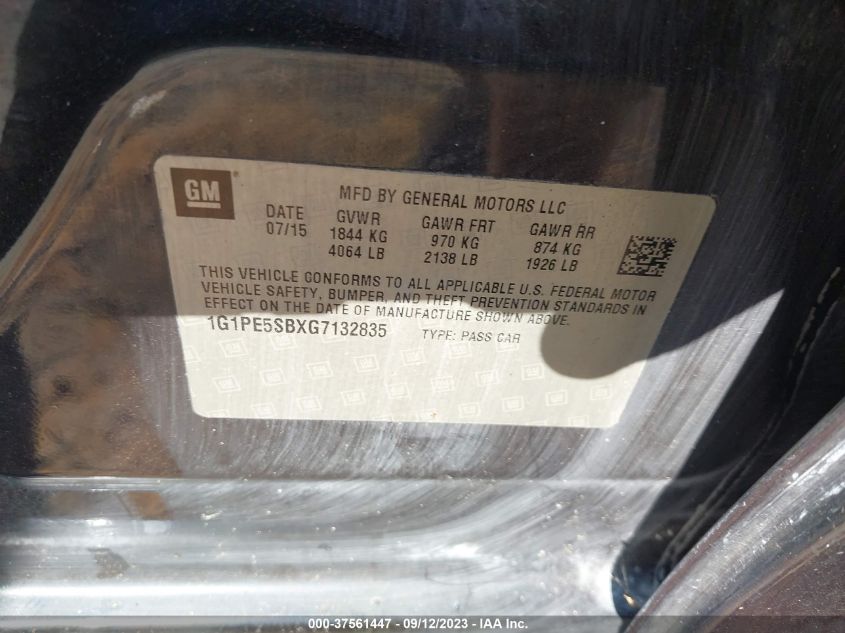 GM
MFD BY GENERAL MOTORS LLC
DATE GVWR GAWR FRT GAWR RR
07/15 1844 KG 970 KG 874 KG
4064 LB 2138 LB 1926 LB
THIS VEHICLE CONFORMS TO ALL APPLICABLE U.S. FEDERAL MOTOR
VEHICLE SAFETY, BUMPER, AND THEFT PREVENTION STANDARDS IN
EFFECT ON THE DATE OF MANUFACTURE SHOWN ABOVE.
1G1PE5SBXG7132835 TYPE: PASS CAR
000-37561447 - 09/12/2023 - IAA Inc.